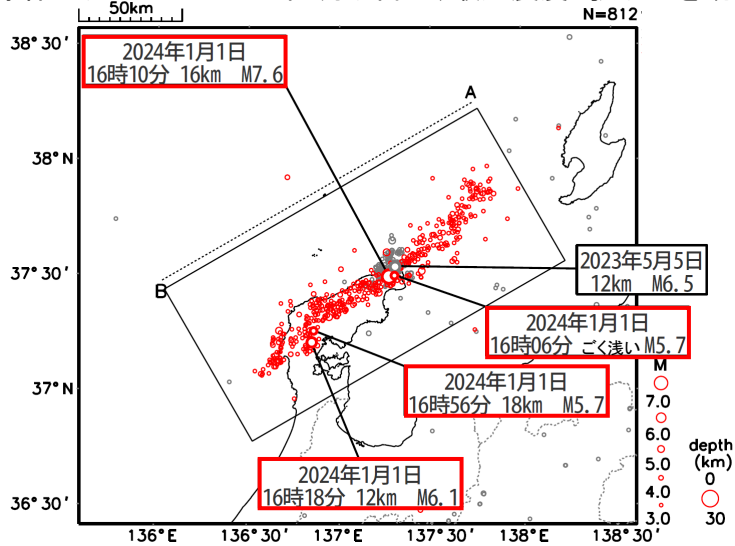 50km
N=812
38°30′
2024年1月1日
16時10分 16km M7.6
A
38°N
37°30′
B
2023年5月5日
12km M6.5
2024年1月1日
16時06分 ごく浅い M5.7
37°N
2024年1月1日
16時56分 18km M5.7
2024年1月1日
16時18分 12km M6.1
36°30′
136°E
136°30′
137°E
137°30′
138°E
138°30′
M
7.0
6.0
5.0
4.0
3.0
depth
(km)
0
30